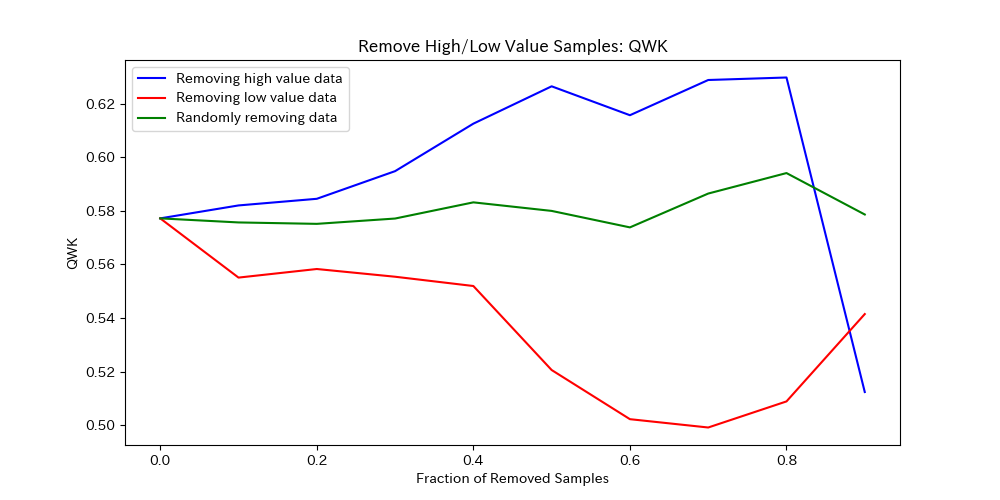 Remove High/Low Value Samples: QWK
Removing high value data
Removing low value data
Randomly removing data
QWK
0.62
0.60
0.58
0.56
0.54
0.52
0.50
0.0
0.2
0.4
0.6
0.8
Fraction of Removed Samples